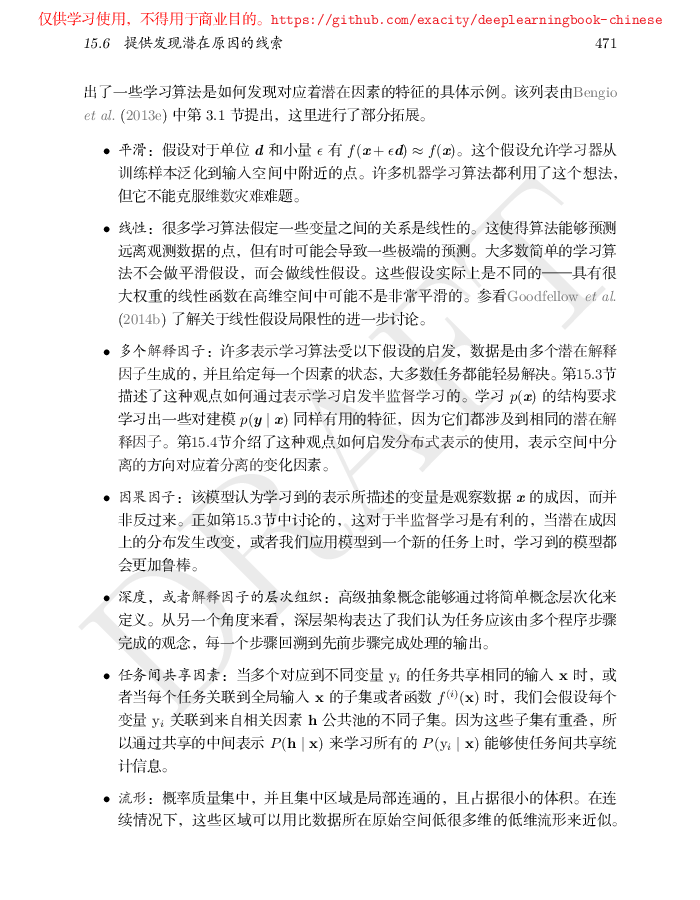 仅供学习使用，不得用于商业目的。https://github.com/exacity/deeplearningbook-chinese
15.6 提供发现潜在原因的线索 471
出了一些学习算法是如何发现对应着潜在因素的特征的具体示例。该列表由Bengio
et al. (2013e) 中第 3.1 节提出，这里进行了部分拓展。
• 平滑：假设对于单位 d 和小量 ϵ 有 f(x + ϵd) ≈ f(x)。这个假设允许学习器从
训练样本泛化到输入空间中附近的点。许多机器学习算法都利用了这个想法，
但它不能克服维数灾难难题。
• 线性：很多学习算法假定一些变量之间的关系是线性的。这使得算法能够预测
远离观测数据的点，但有时可能会导致一些极端的预测。大多数简单的学习算
法不会做平滑假设，而会做线性假设。这些假设实际上是不同的——具有很
大权重的线性函数在高维空间中可能不是非常平滑的。参看Goodfellow et al.
(2014b) 了解关于线性假设局限性的进一步讨论。
• 多个解释因子：许多表示学习算法受以下假设的启发，数据是由多个潜在解释
因子生成的，并且给定每一个因素的状态，大多数任务都能轻易解决。第15.3节
描述了这种观点如何通过表示学习启发半监督学习的。学习 p(x) 的结构要求
学习出一些对建模 p(y | x) 同样有用的特征，因为它们都涉及到相同的潜在解
释因子。第15.4节介绍了这种观点如何启发分布式表示的使用，表示空间中分
离的方向对应着分离的变化因素。
• 因果因子：该模型认为学习到的表示所描述的变量是观察数据 x 的成因，而并
非反过来。正如第15.3节中讨论的，这对于半监督学习是有利的，当潜在成因
上的分布发生改变，或者我们应用模型到一个新的任务上时，学习到的模型都
会更加鲁棒。
• 深度，或者解释因子的层次组织：高级抽象概念能够通过将简单概念层次化来
定义。从另一个角度来看，深层架构表达了我们认为任务应该由多个程序步骤
完成的观念，每一个步骤回溯到先前步骤完成处理的输出。
• 任务间共享因素：当多个对应到不同变量 yᵢ 的任务共享相同的输入 x 时，或
者当每个任务关联到全局输入 x 的子集或者函数 f⁽ⁱ⁾(x) 时，我们会假设每个
变量 yᵢ 关联到来自相关因素 h 公共池的不同子集。因为这些子集有重叠，所
以通过共享的中间表示 P(h | x) 来学习所有的 P(yᵢ | x) 能够使任务间共享统
计信息。
• 流形：概率质量集中，并且集中区域是局部连通的，且占据很小的体积。在连
续情况下，这些区域可以用比数据所在原始空间低很多维的低维流形来近似。
DRAFT